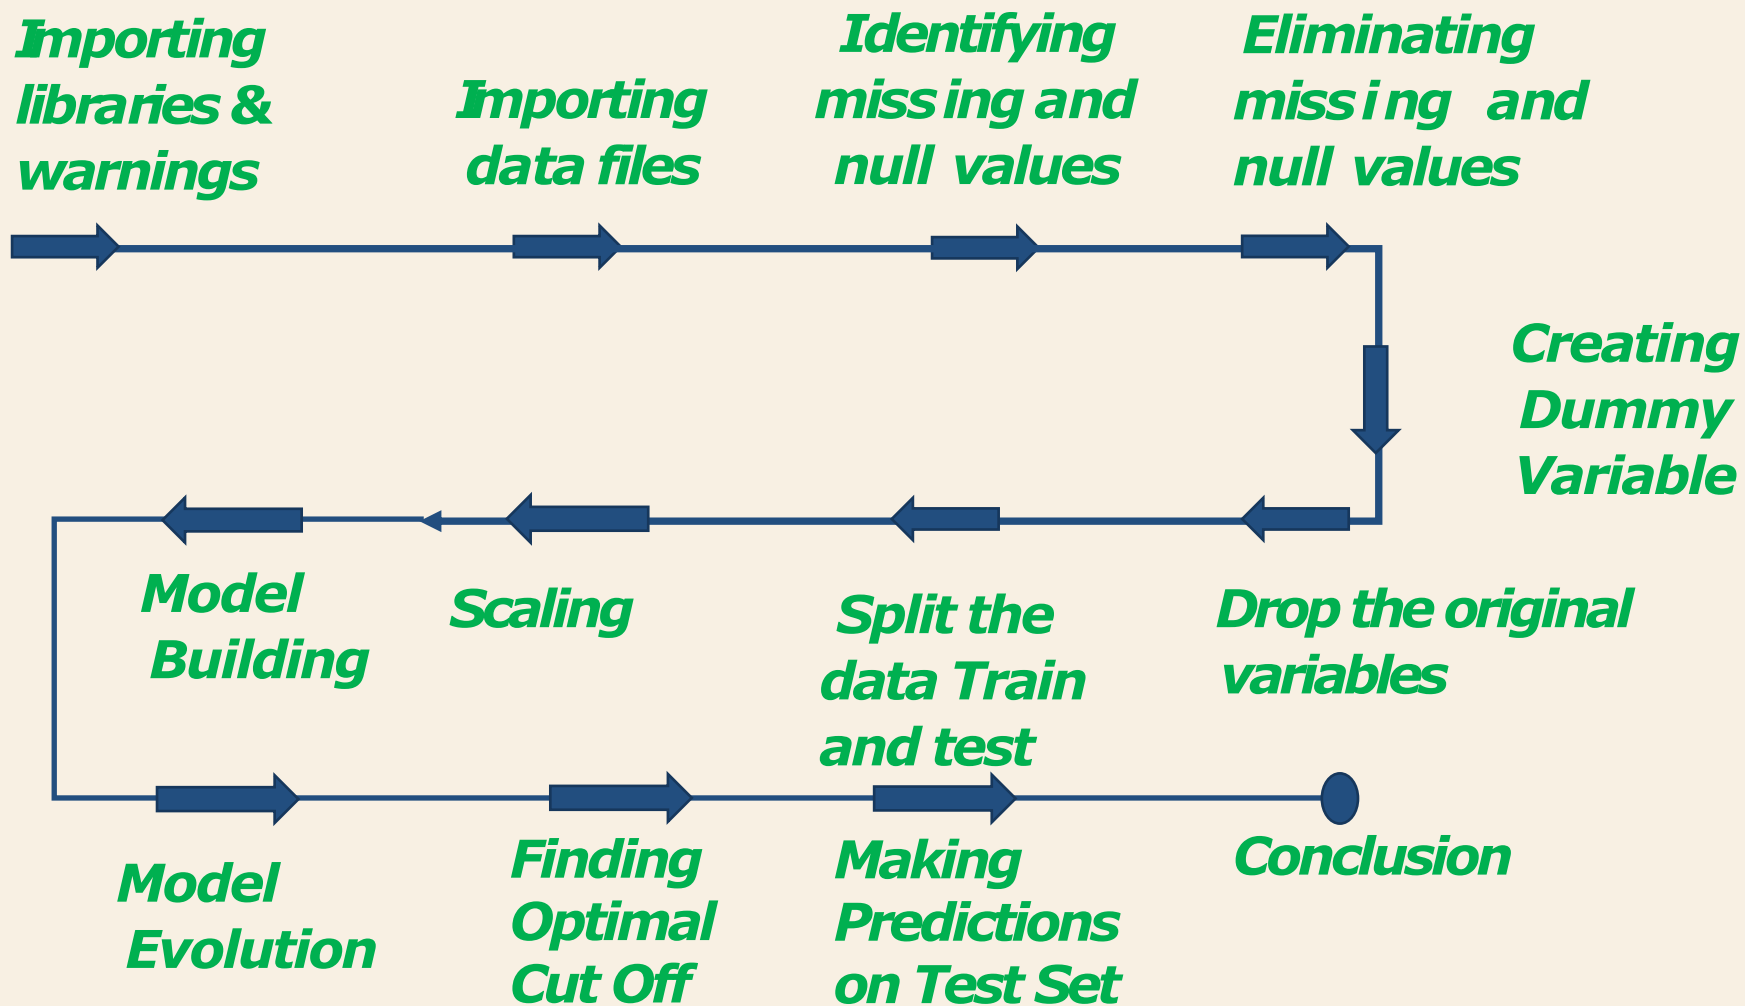 Importing
libraries &
warnings
Importing
data files
Identifying
missing and
null values
Eliminating
missing and
null values
Creating
Dummy
Variable
Drop the original
variables
Split the
data Train
and test
Scaling
Model
Building
Model
Evolution
Finding
Optimal
Cut Off
Making
Predictions
on Test Set
Conclusion